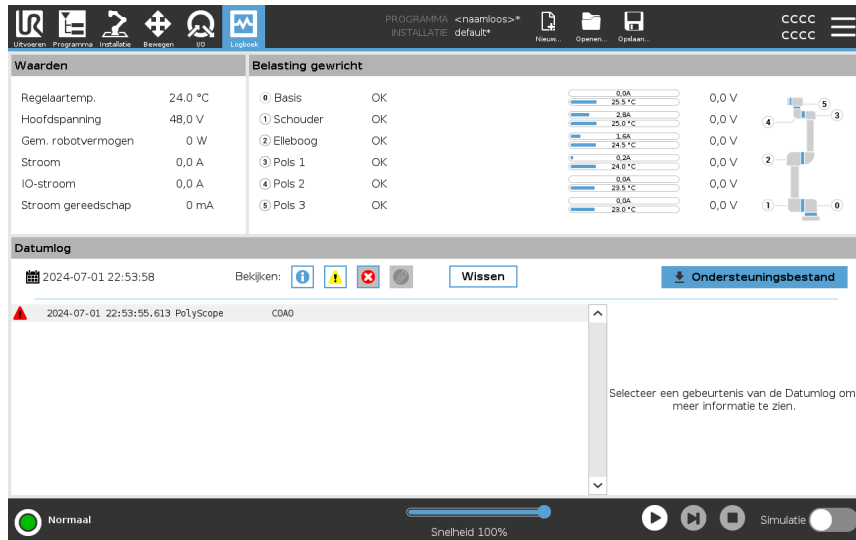 PROGRAMMA <naamloos>*
INSTALLATIE default*
Uitvoeren Programma Installatie Bewegen I/O Logboek
Nieuw... Openen... Opslaan...
CCCC
CCCC
Waarden
Belasting gewricht
Regelaartemp. 24.0 °C
Hoofdspanning 48,0 V
Gem. robotvermogen 0 W
Stroom 0,0 A
IO-stroom 0,0 A
Stroom gereedschap 0 mA
0 Basis OK 0,0A 25.5 °C 0,0 V
1 Schouder OK 2,8A 25.0 °C 0,0 V
2 Elleboog OK 1,6A 24.5 °C 0,0 V
3 Pols 1 OK 0,2A 24.0 °C 0,0 V
4 Pols 2 OK 0,0A 23.5 °C 0,0 V
5 Pols 3 OK 0,0A 23.0 °C 0,0 V
5
4 3
2
1 0
Datumlog
2024-07-01 22:53:58 Bekijken: Wissen Ondersteuningsbestand
2024-07-01 22:53:55.613 PolyScope C0A0
Selecteer een gebeurtenis van de Datumlog om
meer informatie te zien.
Normaal
Snelheid 100%
Simulatie